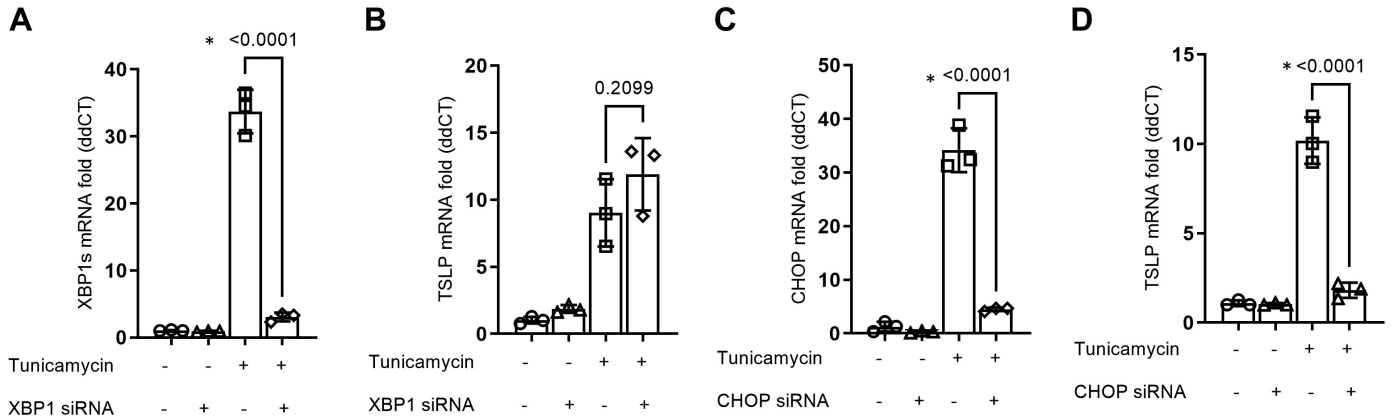 A
* <0.0001
XBP1s mRNA fold (ddCT)
40
30
20
10
0
Tunicamycin - - + +
XBP1 siRNA - + - +
B
0.2099
TSLP mRNA fold (ddCT)
20
15
10
5
0
Tunicamycin - - + +
XBP1 siRNA - + - +
C
* <0.0001
CHOP mRNA fold (ddCT)
50
40
30
20
10
0
Tunicamycin - - + +
CHOP siRNA - + - +
D
* <0.0001
TSLP mRNA fold (ddCT)
15
10
5
0
Tunicamycin - - + +
CHOP siRNA - + - +